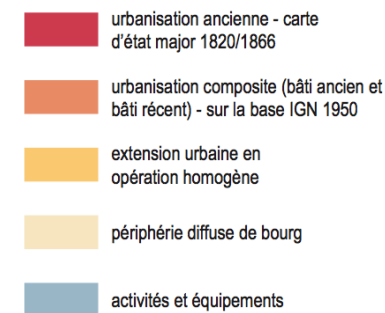 urbanisation ancienne - carte
d'état major 1820/1866
urbanisation composite (bâti ancien et
bâti récent) - sur la base IGN 1950
extension urbaine en
opération homogène
périphérie diffuse de bourg
activités et équipements